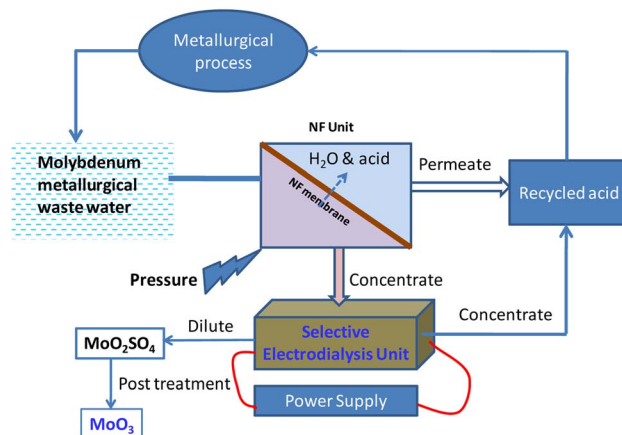 Metallurgical
process
NF Unit
Molybdenum
metallurgical
waste water
H₂O & acid
NF membrane
Permeate
Recycled acid
Pressure
Concentrate
Concentrate
Selective
Electrodialysis Unit
Dilute
MoO₂SO₄
Post treatment
Power Supply
MoO₃